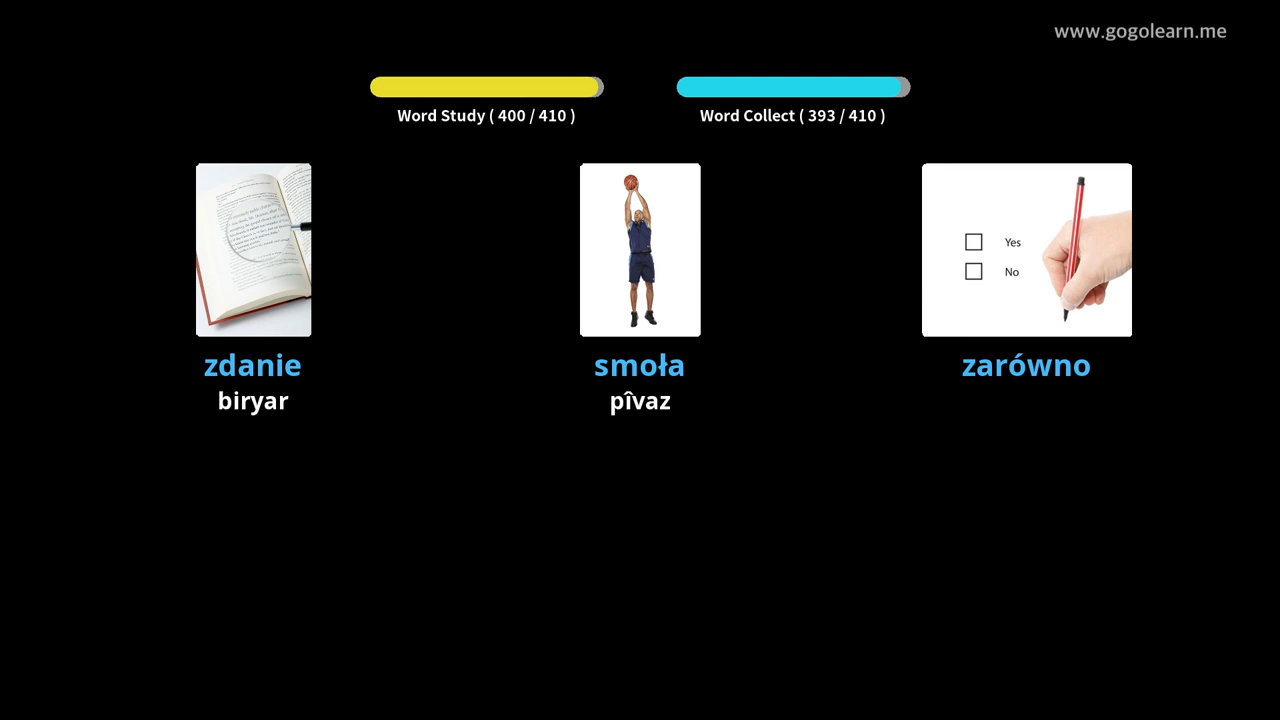 www.gogolearn.me
Word Study ( 400 / 410 )
Word Collect ( 393 / 410 )
Yes
No
zdanie
smoła
zarówno
biryar
pîvaz